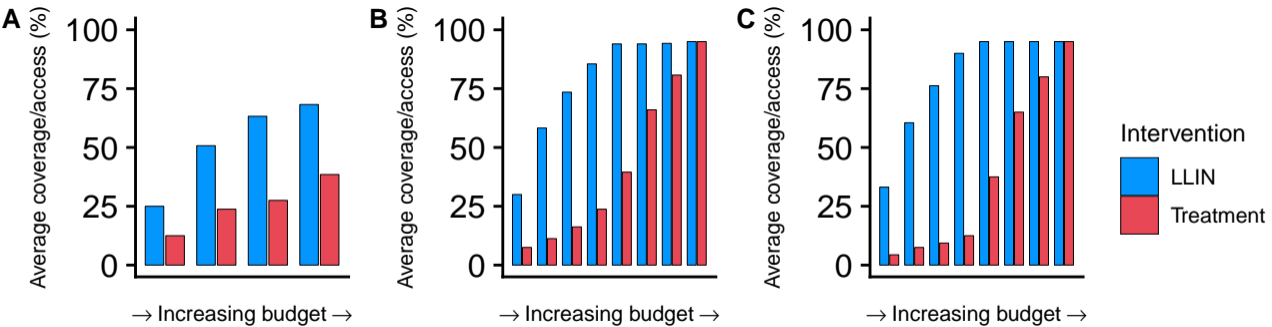 A
Average coverage/access (%)
100
75
50
25
0
→ Increasing budget →
B
Average coverage/access (%)
100
75
50
25
0
→ Increasing budget →
C
Average coverage/access (%)
100
75
50
25
0
→ Increasing budget →
Intervention
LLIN
Treatment